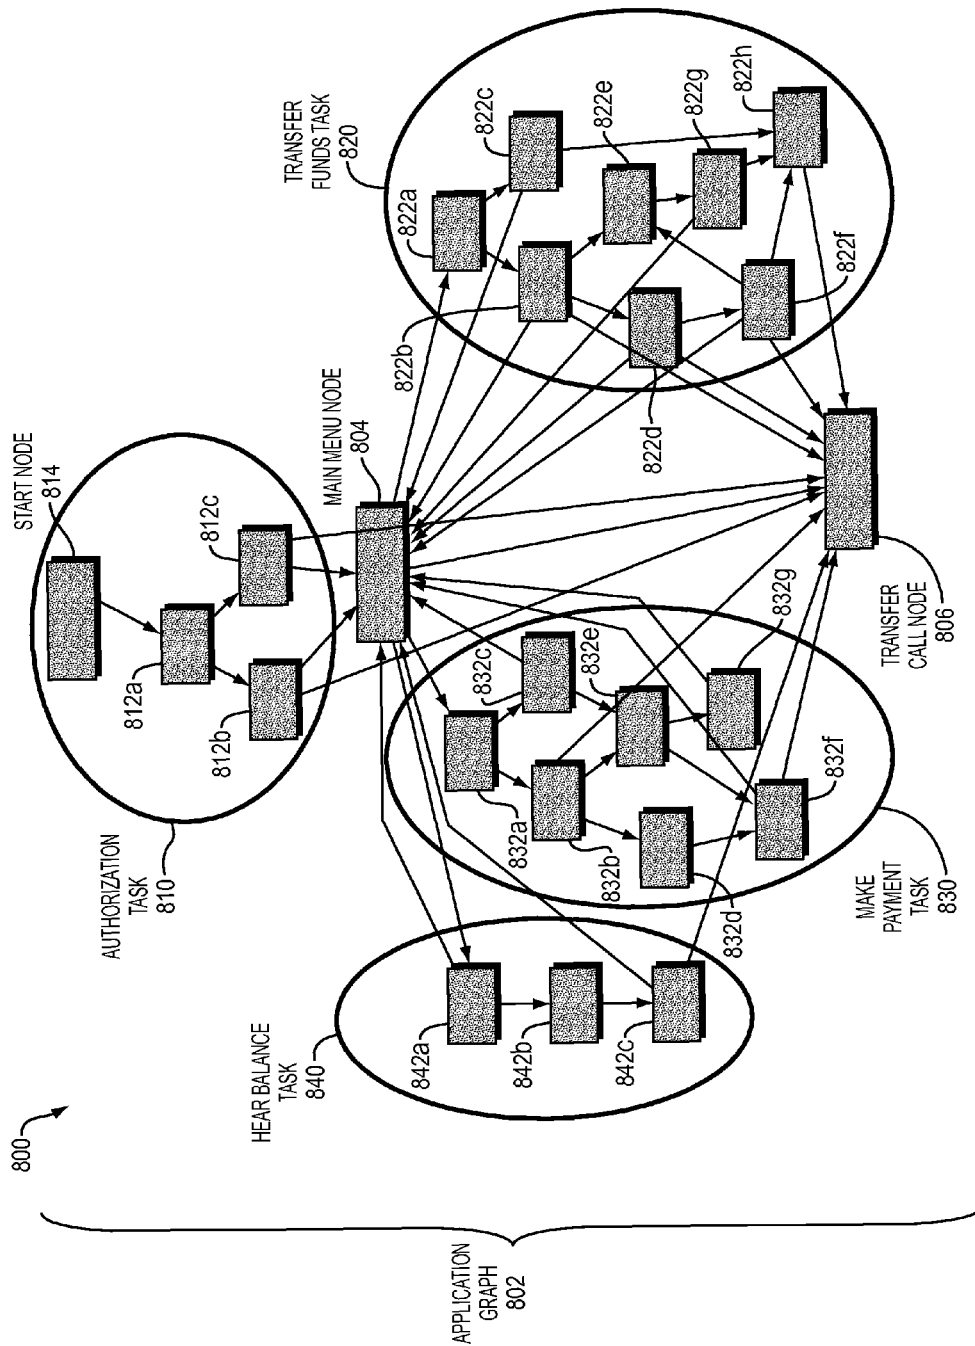 800
APPLICATION
GRAPH
802
START NODE
814
AUTHORIZATION
TASK
810
812a
812b
812c
MAIN MENU NODE
804
TRANSFER
FUNDS TASK
820
822a
822b
822c
822d
822e
822f
822g
822h
HEAR BALANCE
TASK
840
842a
842b
842c
832a
832b
832c
832d
832e
832f
832g
MAKE
PAYMENT
TASK
830
TRANSFER
CALL NODE
806